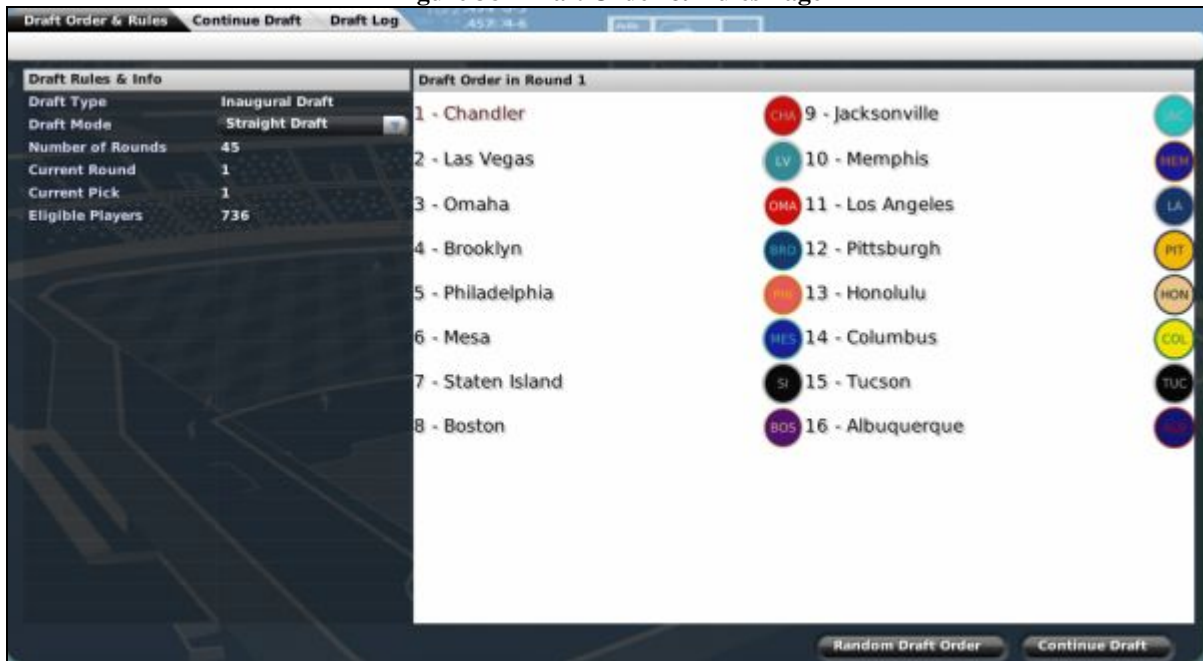 Draft Order & Rules Continue Draft Draft Log
Draft Rules & Info
Draft Type Inaugural Draft
Draft Mode Straight Draft
Number of Rounds 45
Current Round 1
Current Pick 1
Eligible Players 736
Draft Order in Round 1
1 - Chandler CHA
2 - Las Vegas LV
3 - Omaha OMA
4 - Brooklyn BRO
5 - Philadelphia
6 - Mesa MES
7 - Staten Island SI
8 - Boston BOS
9 - Jacksonville
10 - Memphis MEM
11 - Los Angeles LA
12 - Pittsburgh PIT
13 - Honolulu HON
14 - Columbus COL
15 - Tucson TUC
16 - Albuquerque
Random Draft Order Continue Draft